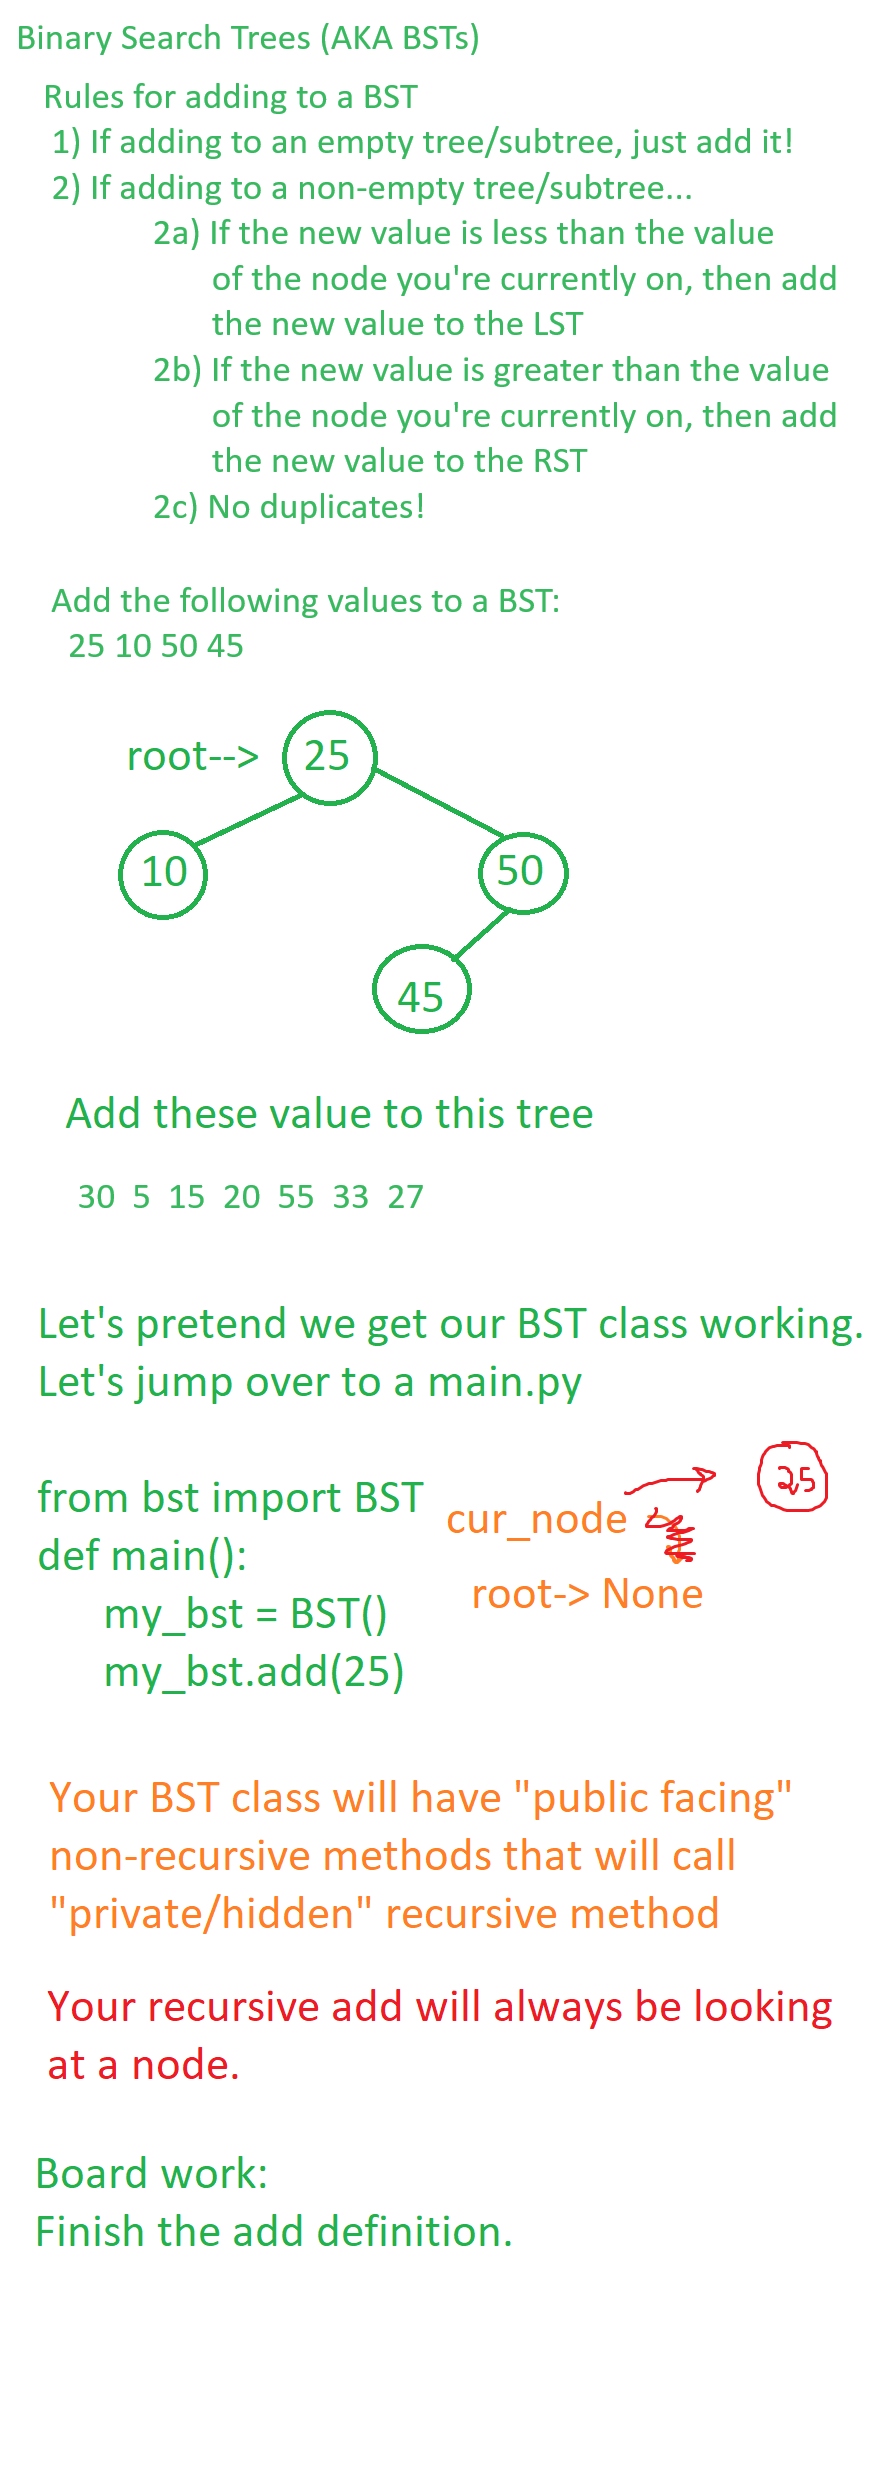 Binary Search Trees (AKA BSTs)
Rules for adding to a BST
1) If adding to an empty tree/subtree, just add it!
2) If adding to a non-empty tree/subtree...
2a) If the new value is less than the value
of the node you're currently on, then add
the new value to the LST
2b) If the new value is greater than the value
of the node you're currently on, then add
the new value to the RST
2c) No duplicates!
Add the following values to a BST:
25 10 50 45
root--> 25
10 50
45
Add these value to this tree
30 5 15 20 55 33 27
Let's pretend we get our BST class working.
Let's jump over to a main.py
from bst import BST
def main():
my_bst = BST()
my_bst.add(25)
25
cur_node
root-> None
Your BST class will have "public facing"
non-recursive methods that will call
"private/hidden" recursive method
Your recursive add will always be looking
at a node.
Board work:
Finish the add definition.